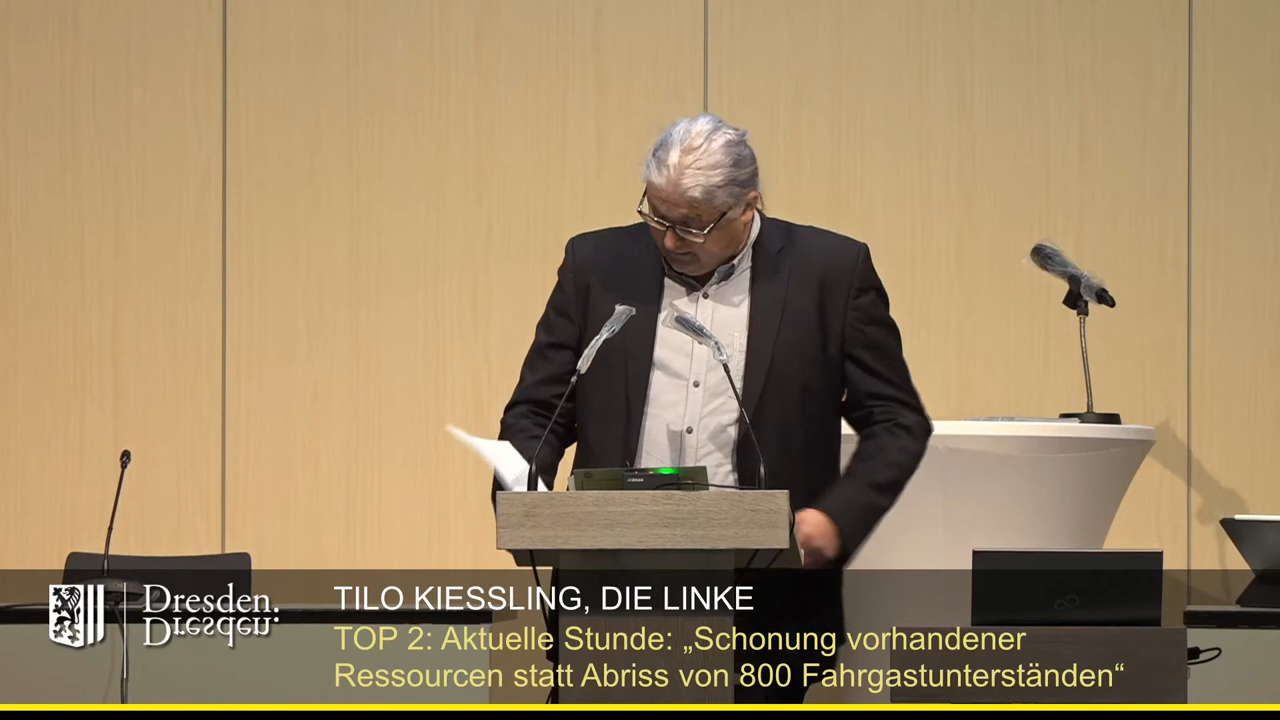 TILO KIESSLING, DIE LINKE
Dresden.
TOP 2: Aktuelle Stunde: „Schonung vorhandener
Ressourcen statt Abriss von 800 Fahrgastunterständen“